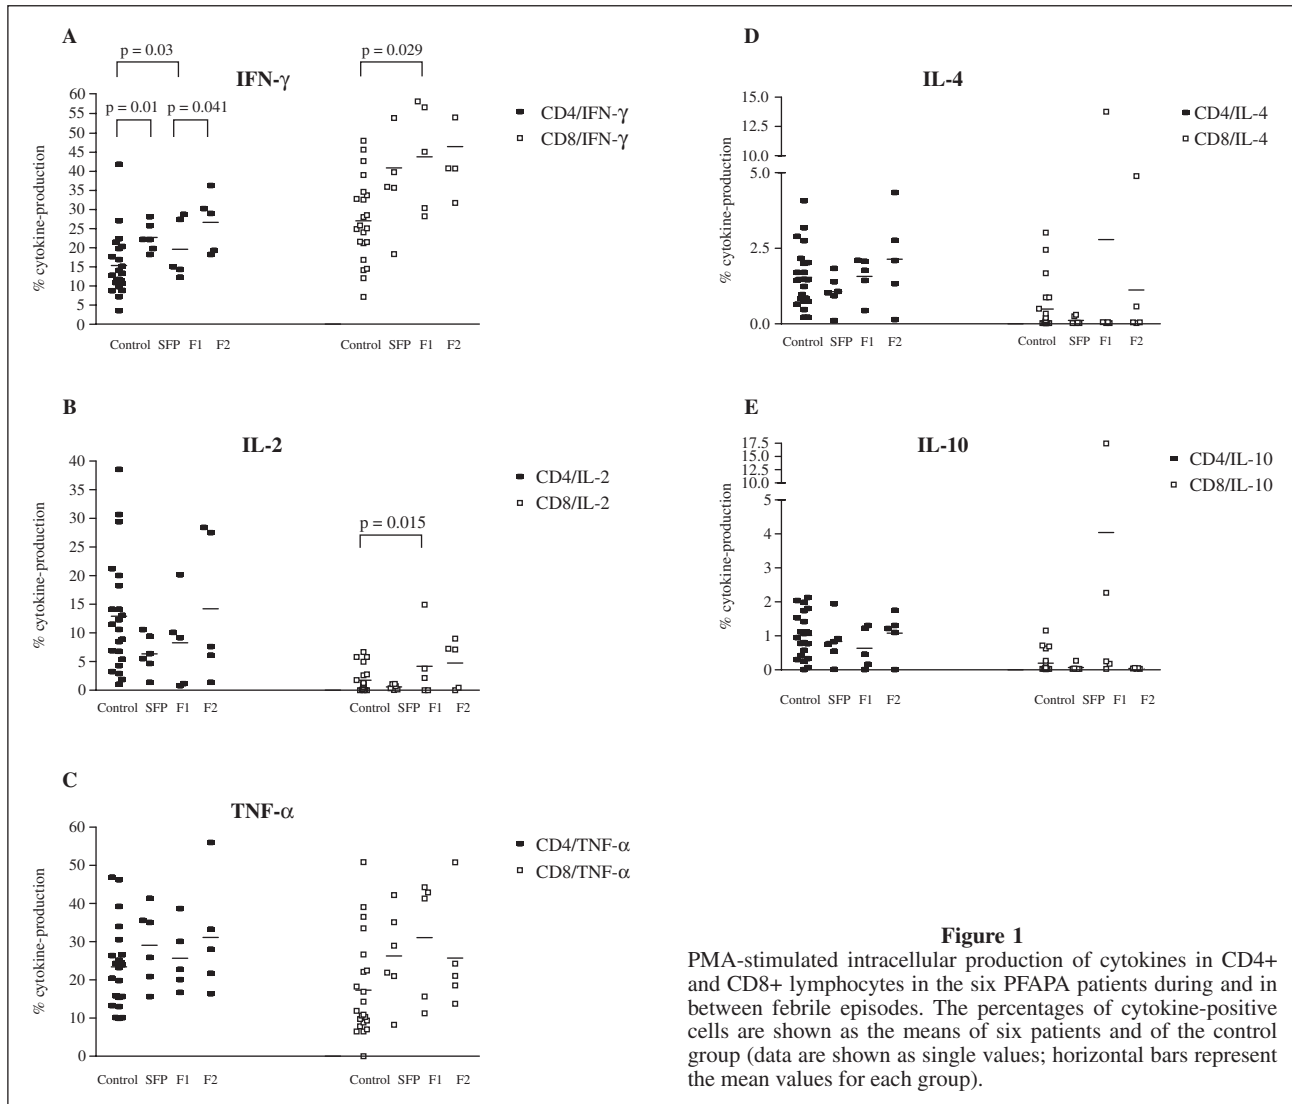 A
p = 0.03
p = 0.029
IFN-γ
60
55
50
45
40
35
30
25
20
15
10
5
0
% cytokine-production
p = 0.01
p = 0.041
CD4/IFN-γ
CD8/IFN-γ
Control SFP F1 F2
Control SFP F1 F2
B
IL-2
40
35
30
25
20
15
10
5
0
% cytokine-production
p = 0.015
CD4/IL-2
CD8/IL-2
Control SFP F1 F2
Control SFP F1 F2
C
TNF-α
60
50
40
30
20
10
0
% cytokine-production
CD4/TNF-α
CD8/TNF-α
Control SFP F1 F2
Control SFP F1 F2
D
IL-4
15.0
12.5
10.0
5.0
2.5
0.0
% cytokine-production
CD4/IL-4
CD8/IL-4
Control SFP F1 F2
Control SFP F1 F2
E
IL-10
17.5
15.0
12.5
10.0
5
4
3
2
1
0
% cytokine-production
CD4/IL-10
CD8/IL-10
Control SFP F1 F2
Control SFP F1 F2
Figure 1
PMA-stimulated intracellular production of cytokines in CD4+
and CD8+ lymphocytes in the six PFAPA patients during and in
between febrile episodes. The percentages of cytokine-positive
cells are shown as the means of six patients and of the control
group (data are shown as single values; horizontal bars represent
the mean values for each group).